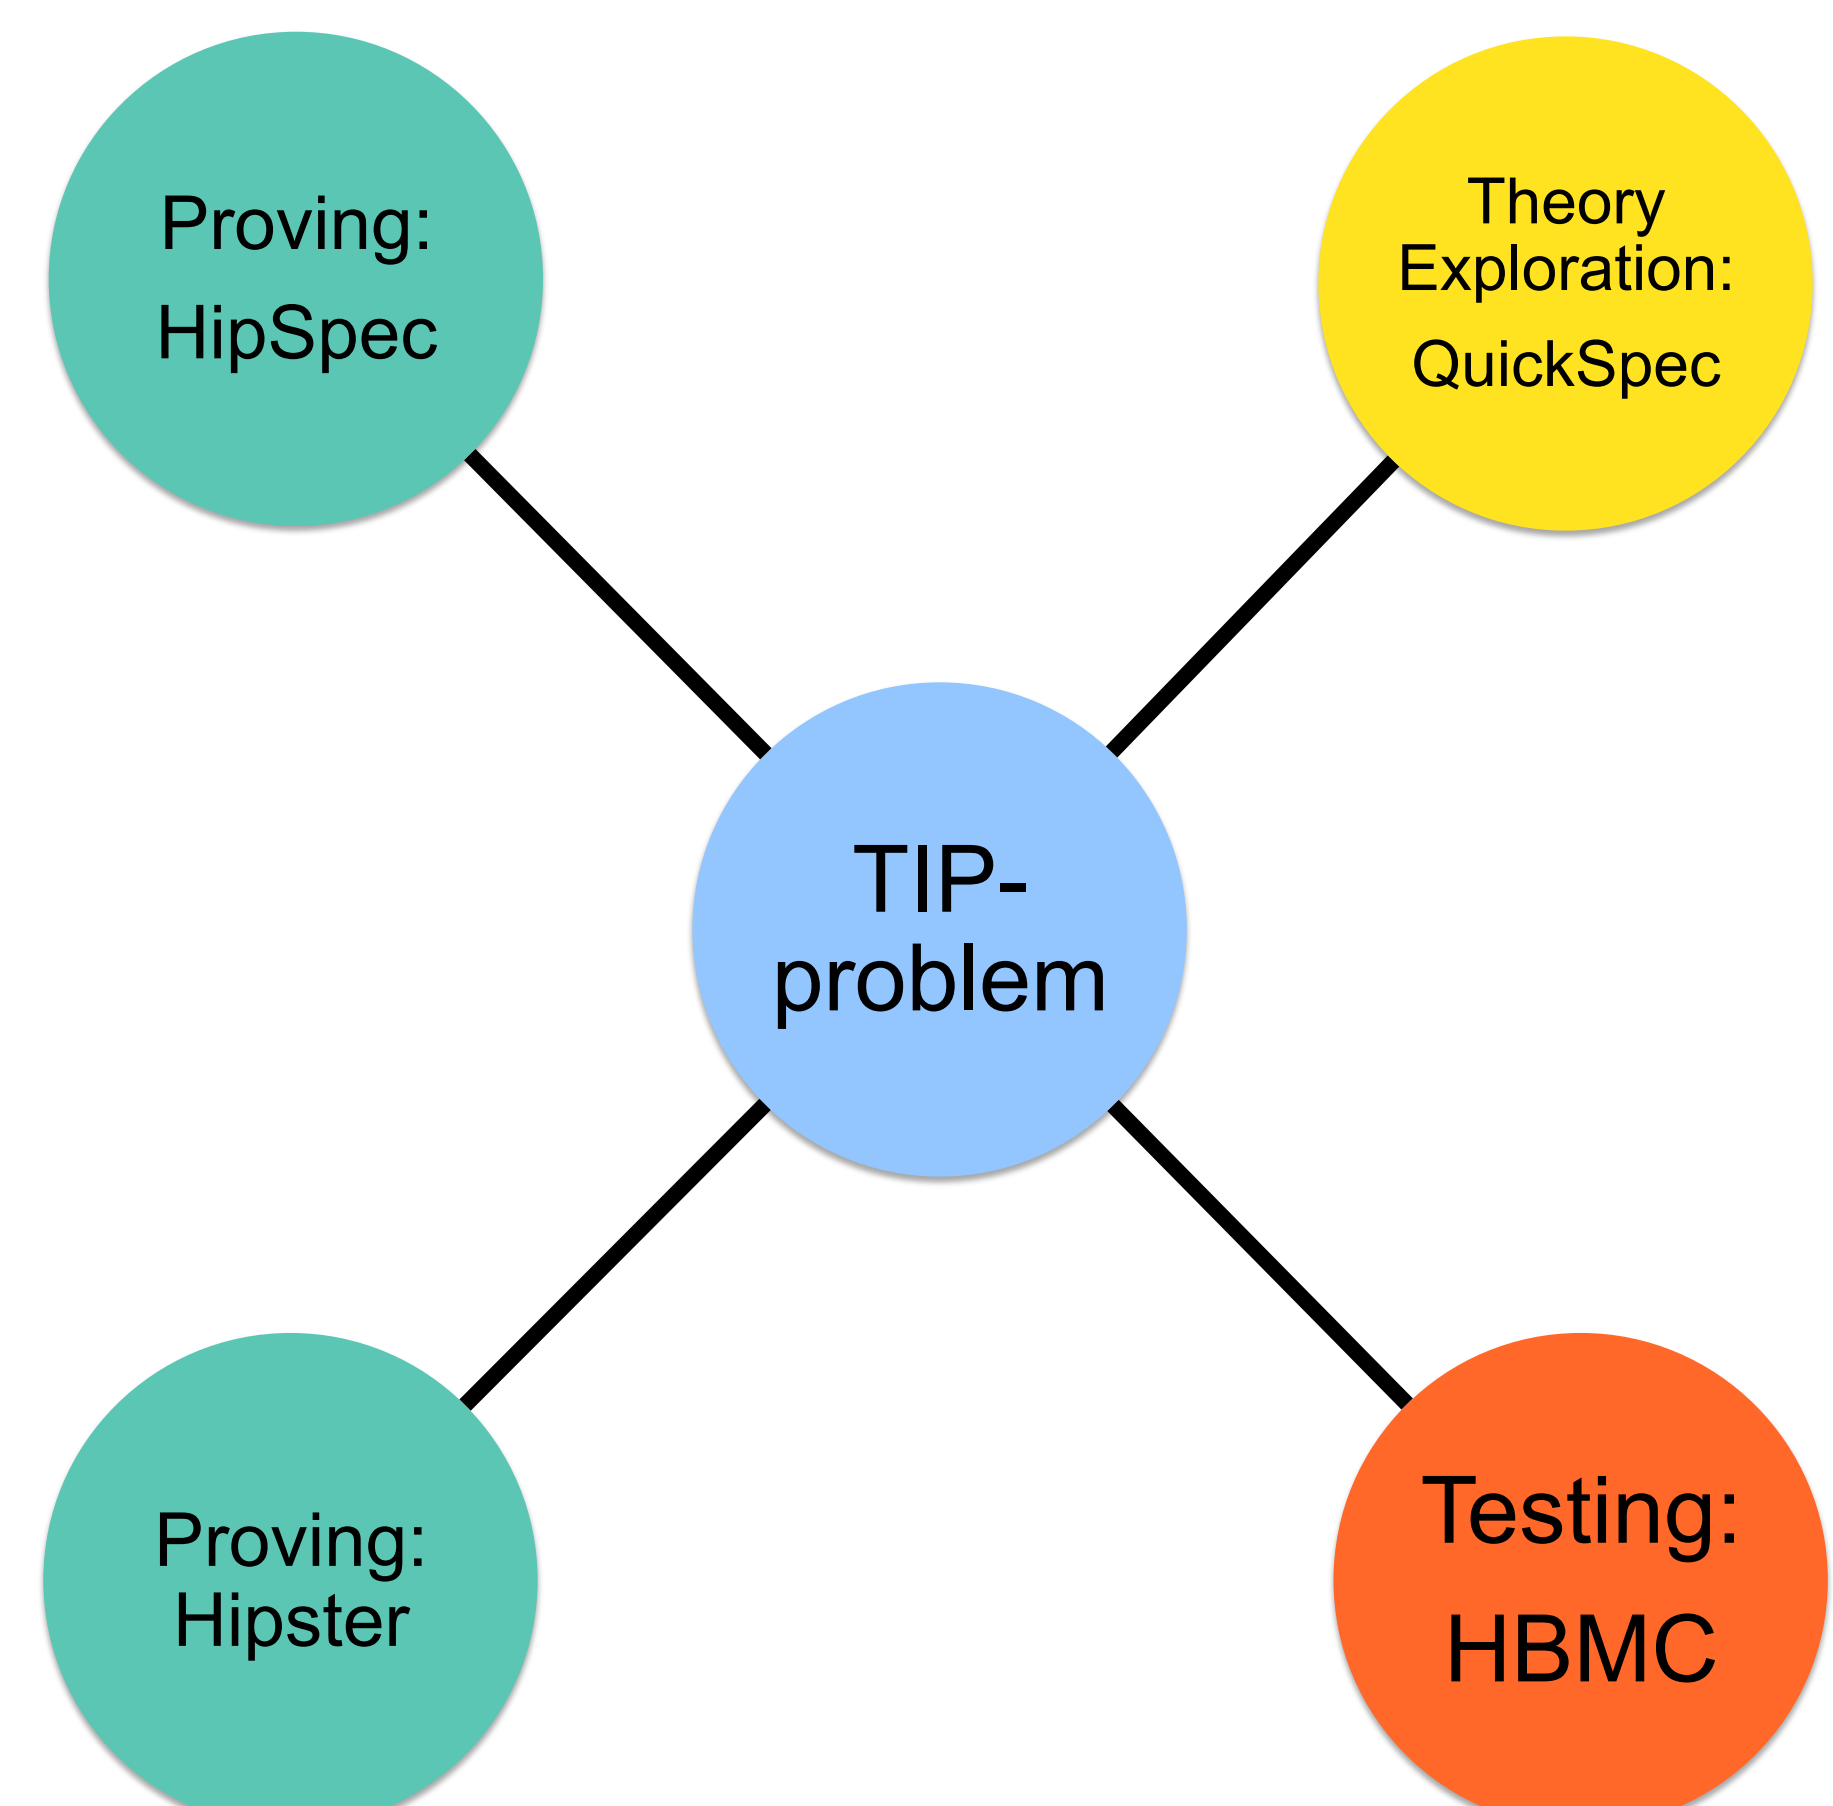 Proving:
HipSpec
Theory
Exploration:
QuickSpec
TIP-
problem
Proving:
Hipster
Testing:
HBMC